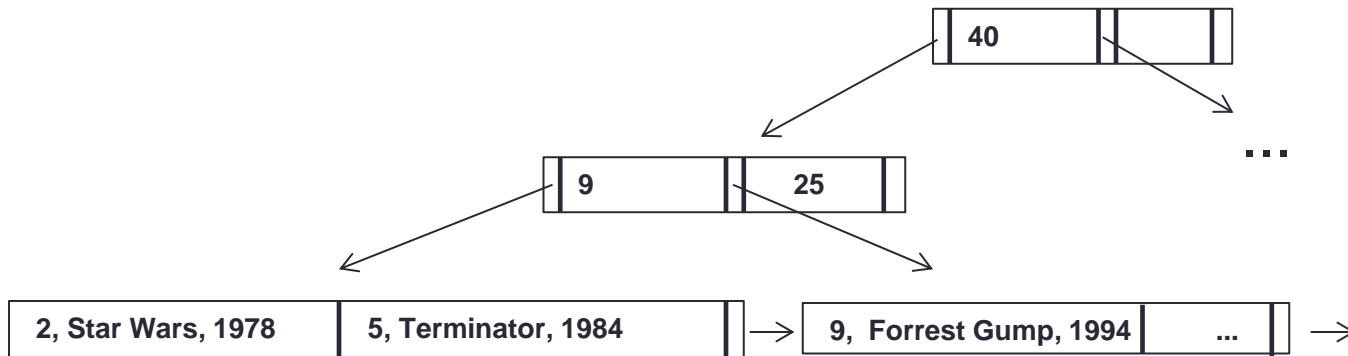 40
...
9 25
2, Star Wars, 1978 5, Terminator, 1984 9, Forrest Gump, 1994 ...